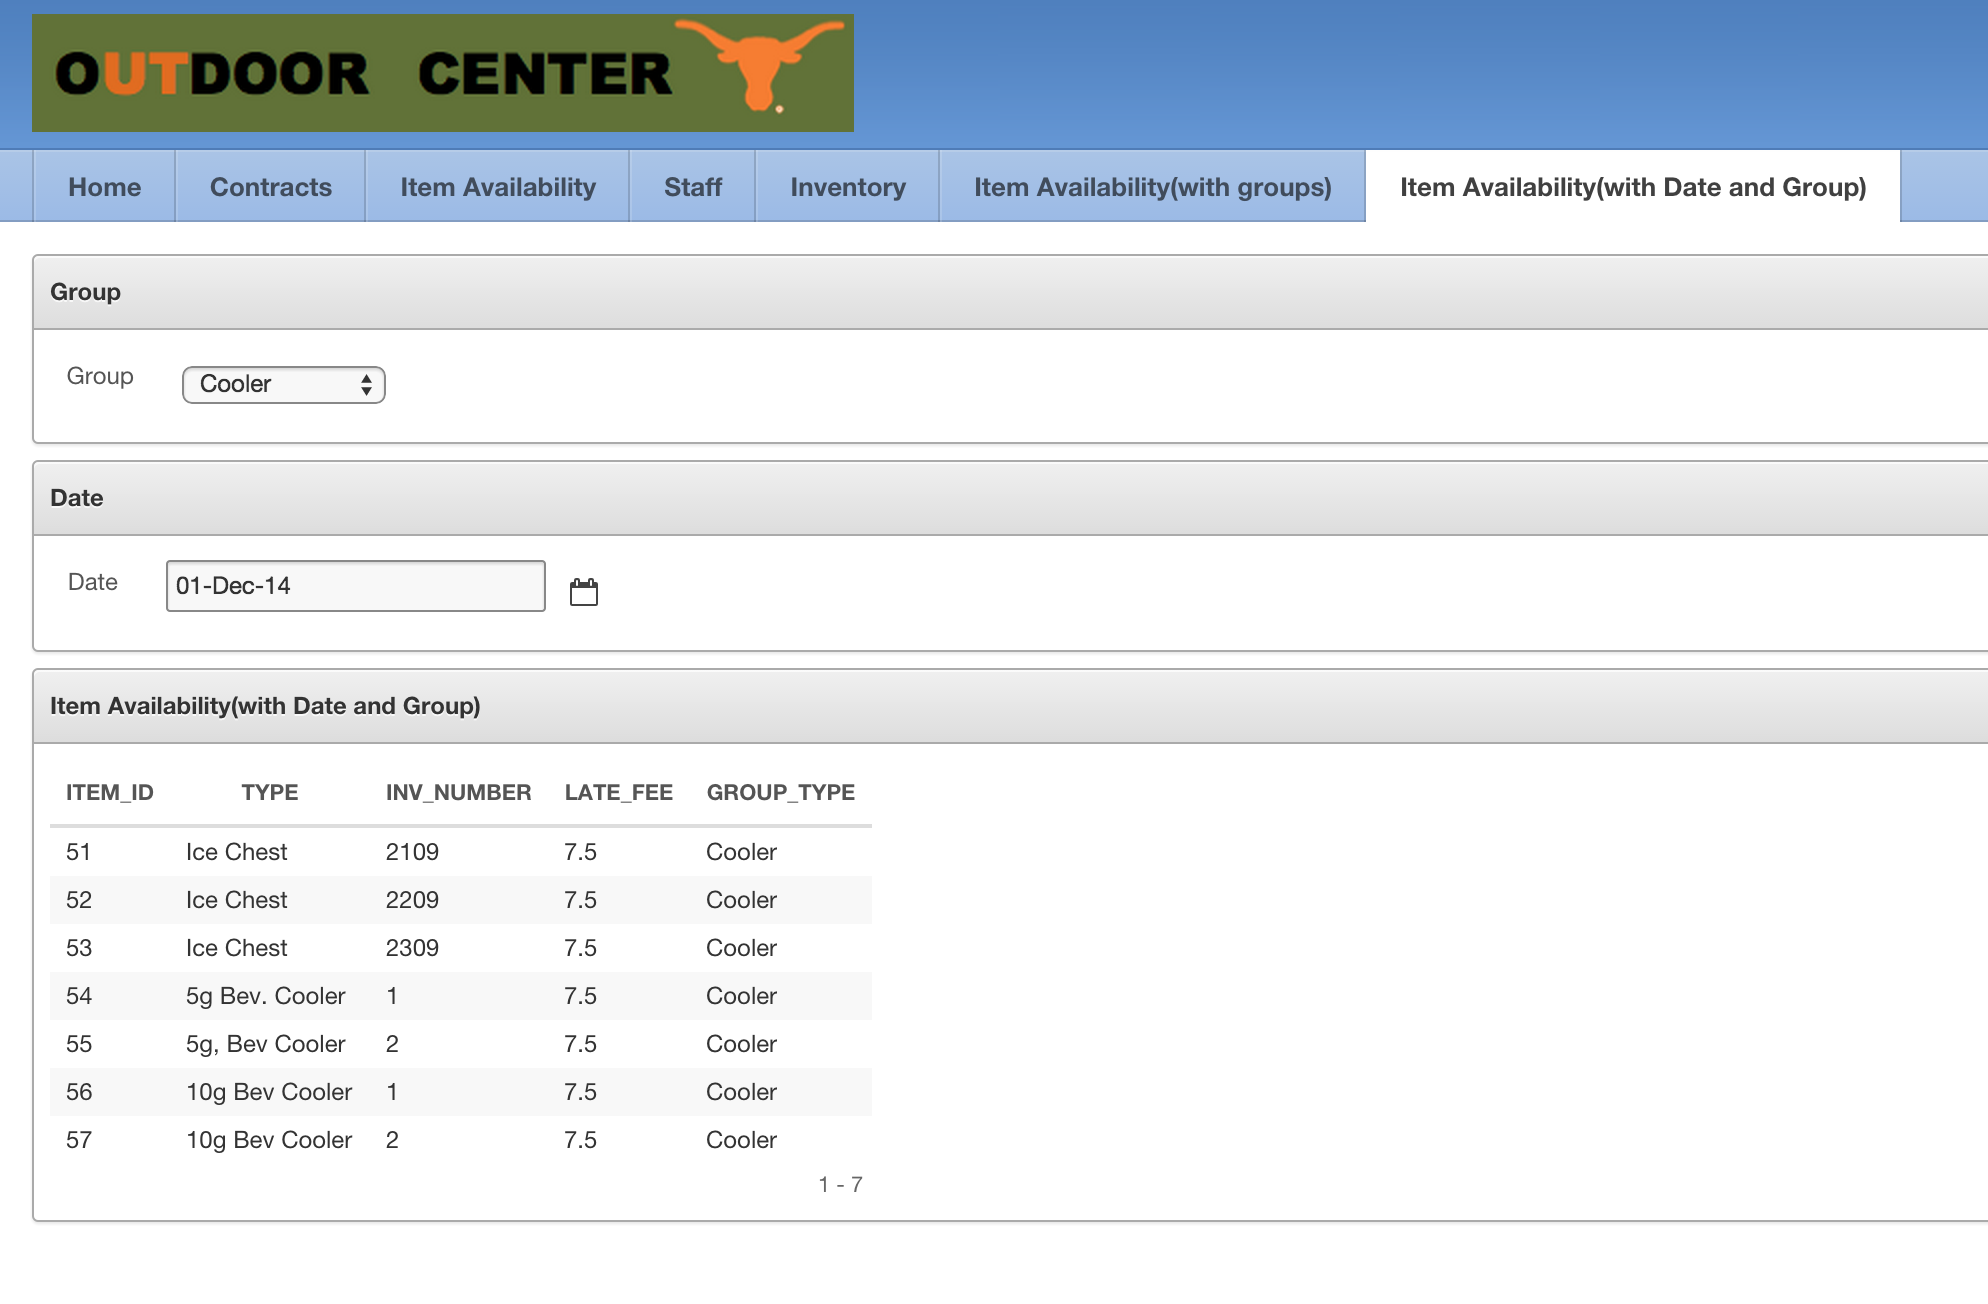 OUTDOOR CENTER
Home Contracts Item Availability Staff Inventory Item Availability(with groups) Item Availability(with Date and Group)
Group
Group Cooler
Date
Date 01-Dec-14
Item Availability(with Date and Group)
ITEM_ID TYPE INV_NUMBER LATE_FEE GROUP_TYPE
51 Ice Chest 2109 7.5 Cooler
52 Ice Chest 2209 7.5 Cooler
53 Ice Chest 2309 7.5 Cooler
54 5g Bev. Cooler 1 7.5 Cooler
55 5g, Bev Cooler 2 7.5 Cooler
56 10g Bev Cooler 1 7.5 Cooler
57 10g Bev Cooler 2 7.5 Cooler
1 - 7